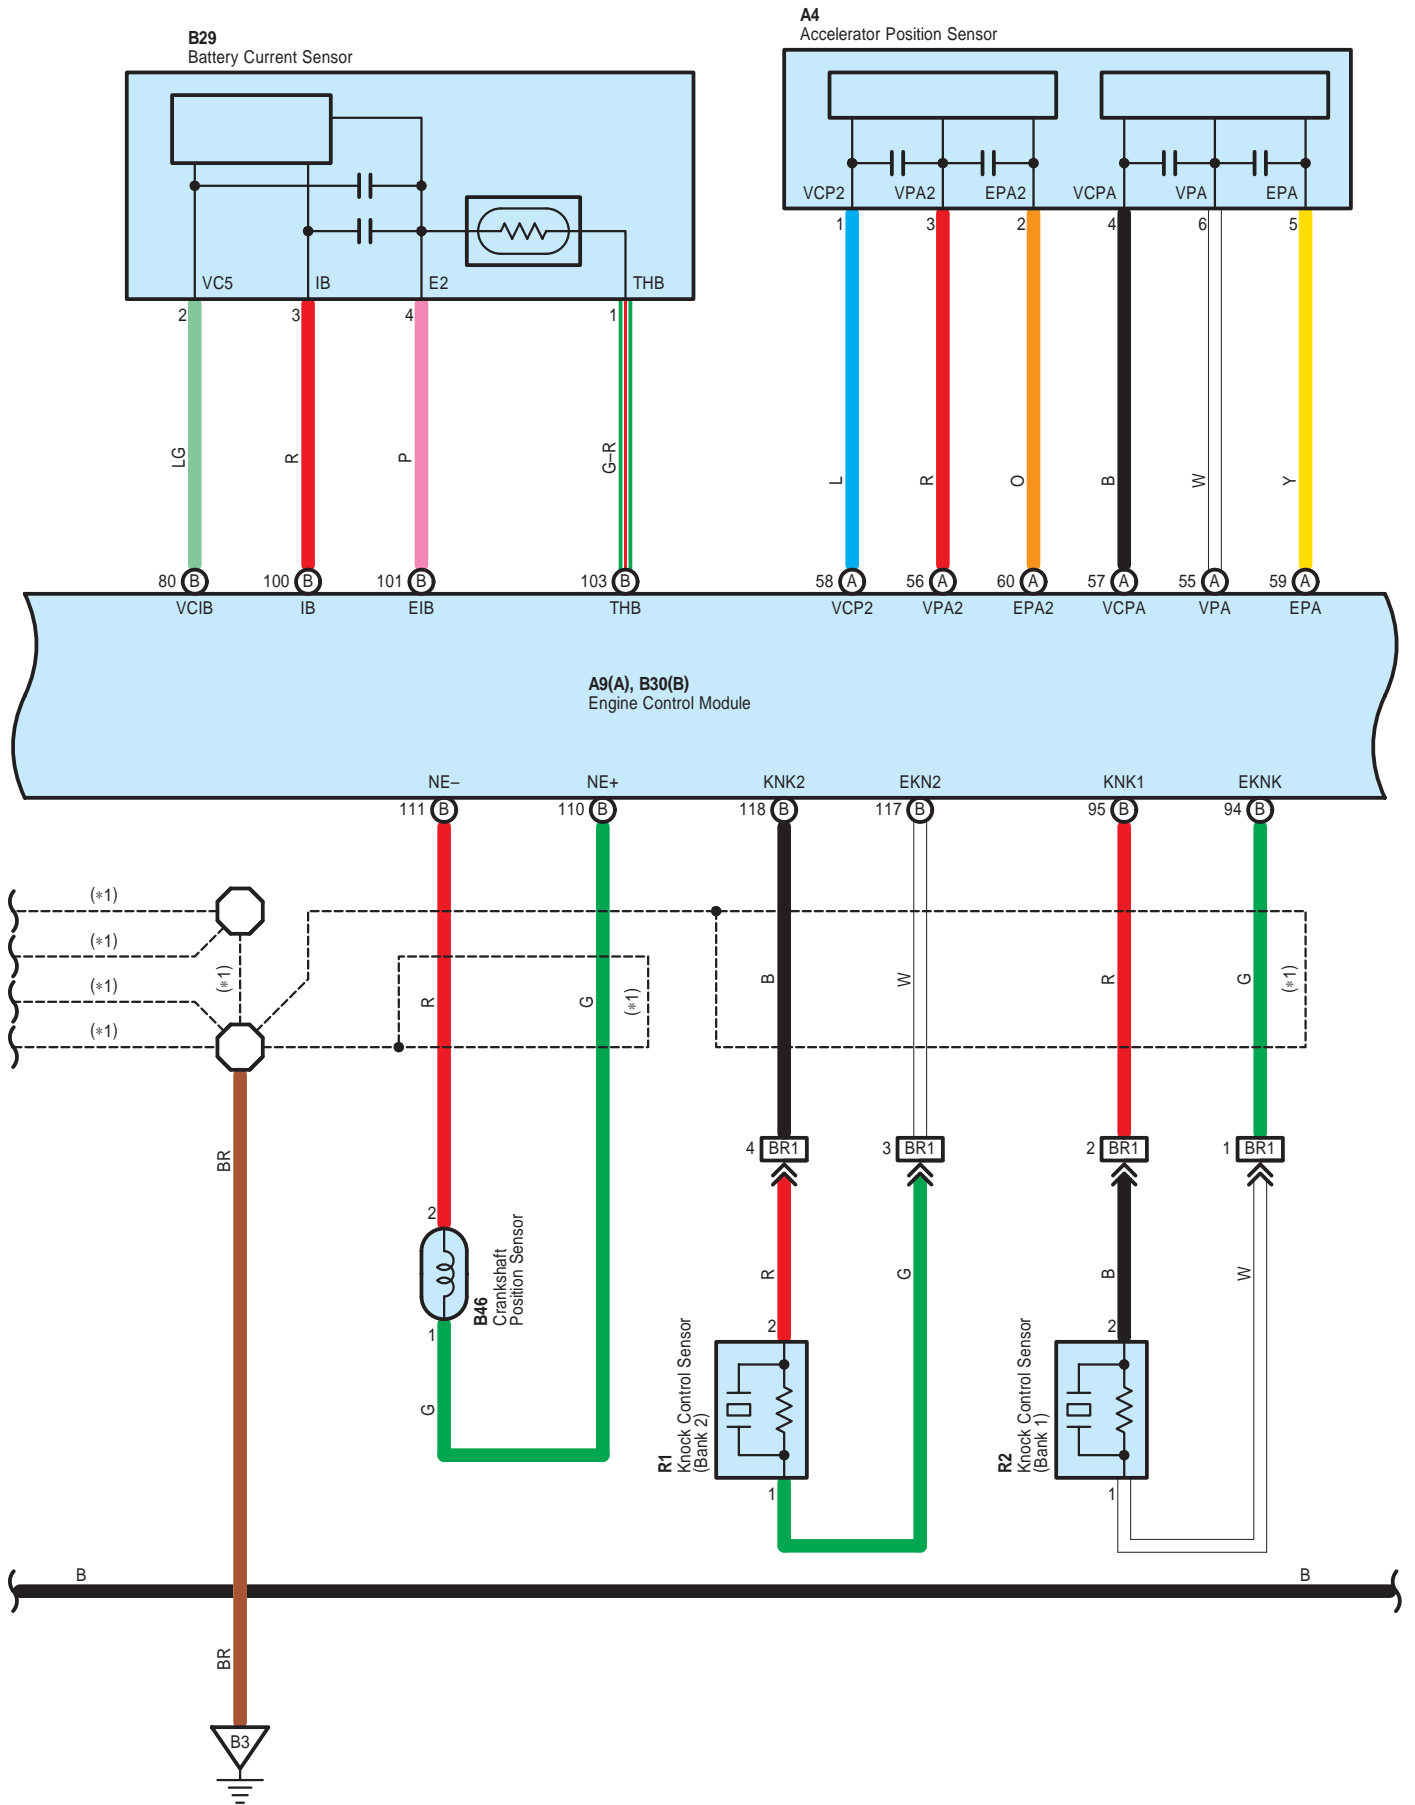 B29
Battery Current Sensor
A4
Accelerator Position Sensor
VCP2 VPA2 EPA2 VCPA VPA EPA
1 3 2 4 6 5
VC5 IB E2 THB
2 3 4 1
LG R P G–R
L R O B W Y
80 B 100 B 101 B 103 B 58 A 56 A 60 A 57 A 55 A 59 A
VCIB IB EIB THB VCP2 VPA2 EPA2 VCPA VPA EPA
A9(A), B30(B)
Engine Control Module
NE– NE+ KNK2 EKN2 KNK1 EKNK
111 B 110 B 118 B 117 B 95 B 94 B
(∗1)
(∗1)
(∗1)
(∗1)
(∗1)
R G (∗1)
B W R G (∗1)
4 BR1 3 BR1 2 BR1 1 BR1
BR
2
B46
Crankshaft
Position Sensor
1
G
R G B W
2 2
R1
Knock Control Sensor
(Bank 2)
R2
Knock Control Sensor
(Bank 1)
1 1
B B
BR
B3